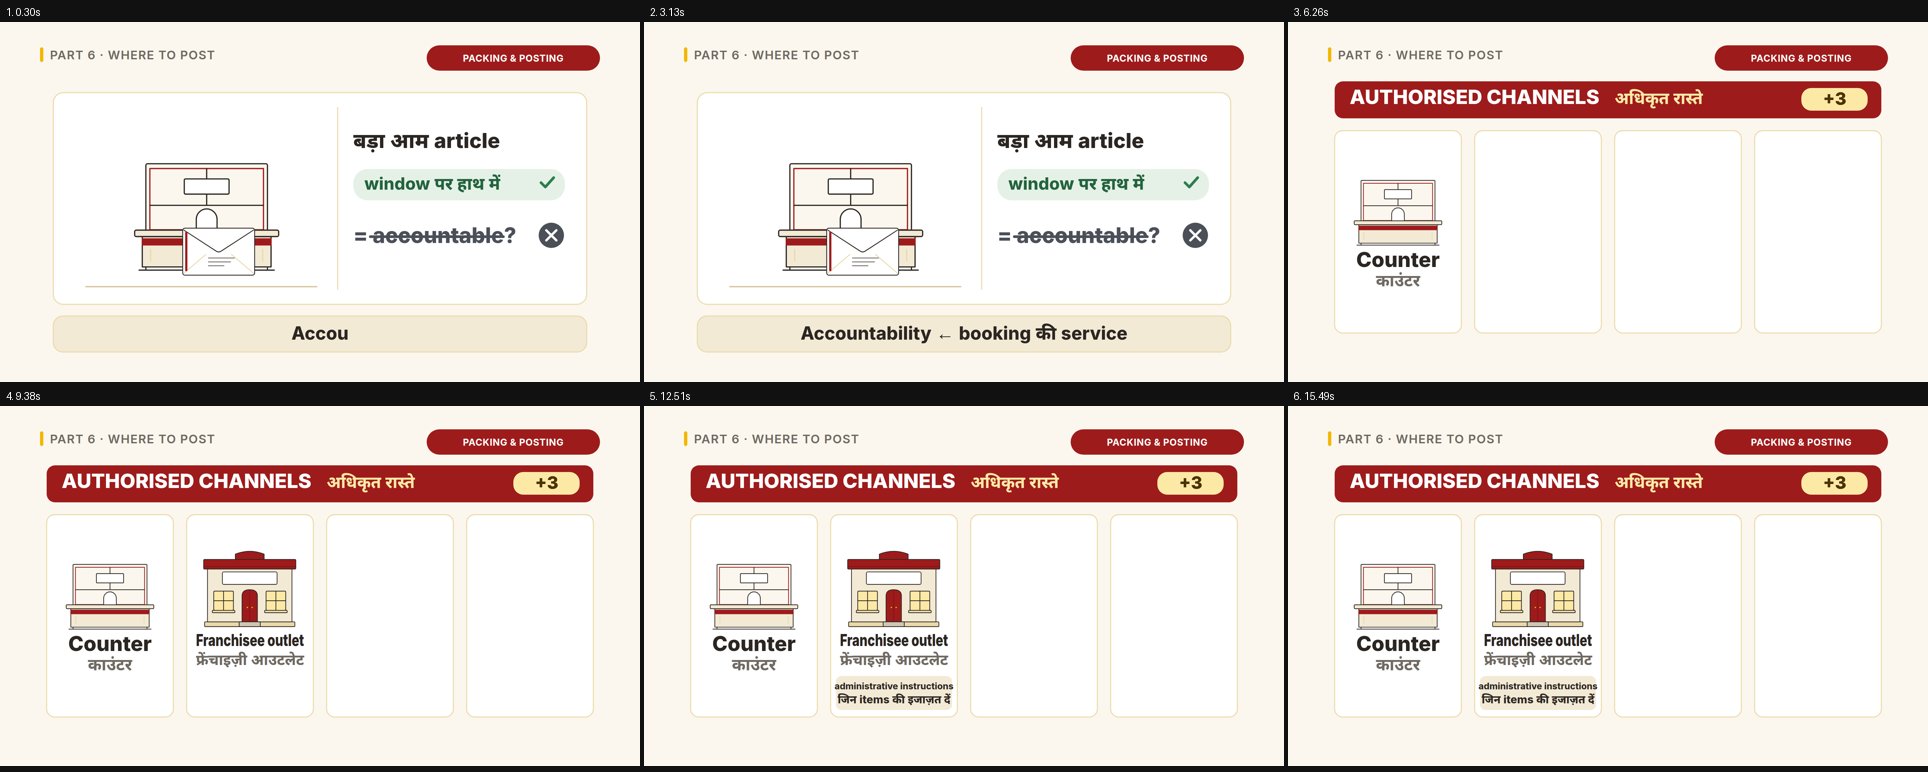 1. 0.30s
PART 6 · WHERE TO POST
PACKING & POSTING
बड़ा आम article
window पर हाथ में
= accountable?
Accou
2. 3.13s
PART 6 · WHERE TO POST
PACKING & POSTING
बड़ा आम article
window पर हाथ में
= accountable?
Accountability ← booking की service
3. 6.26s
PART 6 · WHERE TO POST
PACKING & POSTING
AUTHORISED CHANNELS अधिकृत रास्ते +3
Counter
काउंटर
4. 9.38s
PART 6 · WHERE TO POST
PACKING & POSTING
AUTHORISED CHANNELS अधिकृत रास्ते +3
Counter
काउंटर
Franchisee outlet
फ्रेंचाइज़ी आउटलेट
5. 12.51s
PART 6 · WHERE TO POST
PACKING & POSTING
AUTHORISED CHANNELS अधिकृत रास्ते +3
Counter
काउंटर
Franchisee outlet
फ्रेंचाइज़ी आउटलेट
administrative instructions
जिन items की इजाज़त दें
6. 15.49s
PART 6 · WHERE TO POST
PACKING & POSTING
AUTHORISED CHANNELS अधिकृत रास्ते +3
Counter
काउंटर
Franchisee outlet
फ्रेंचाइज़ी आउटलेट
administrative instructions
जिन items की इजाज़त दें